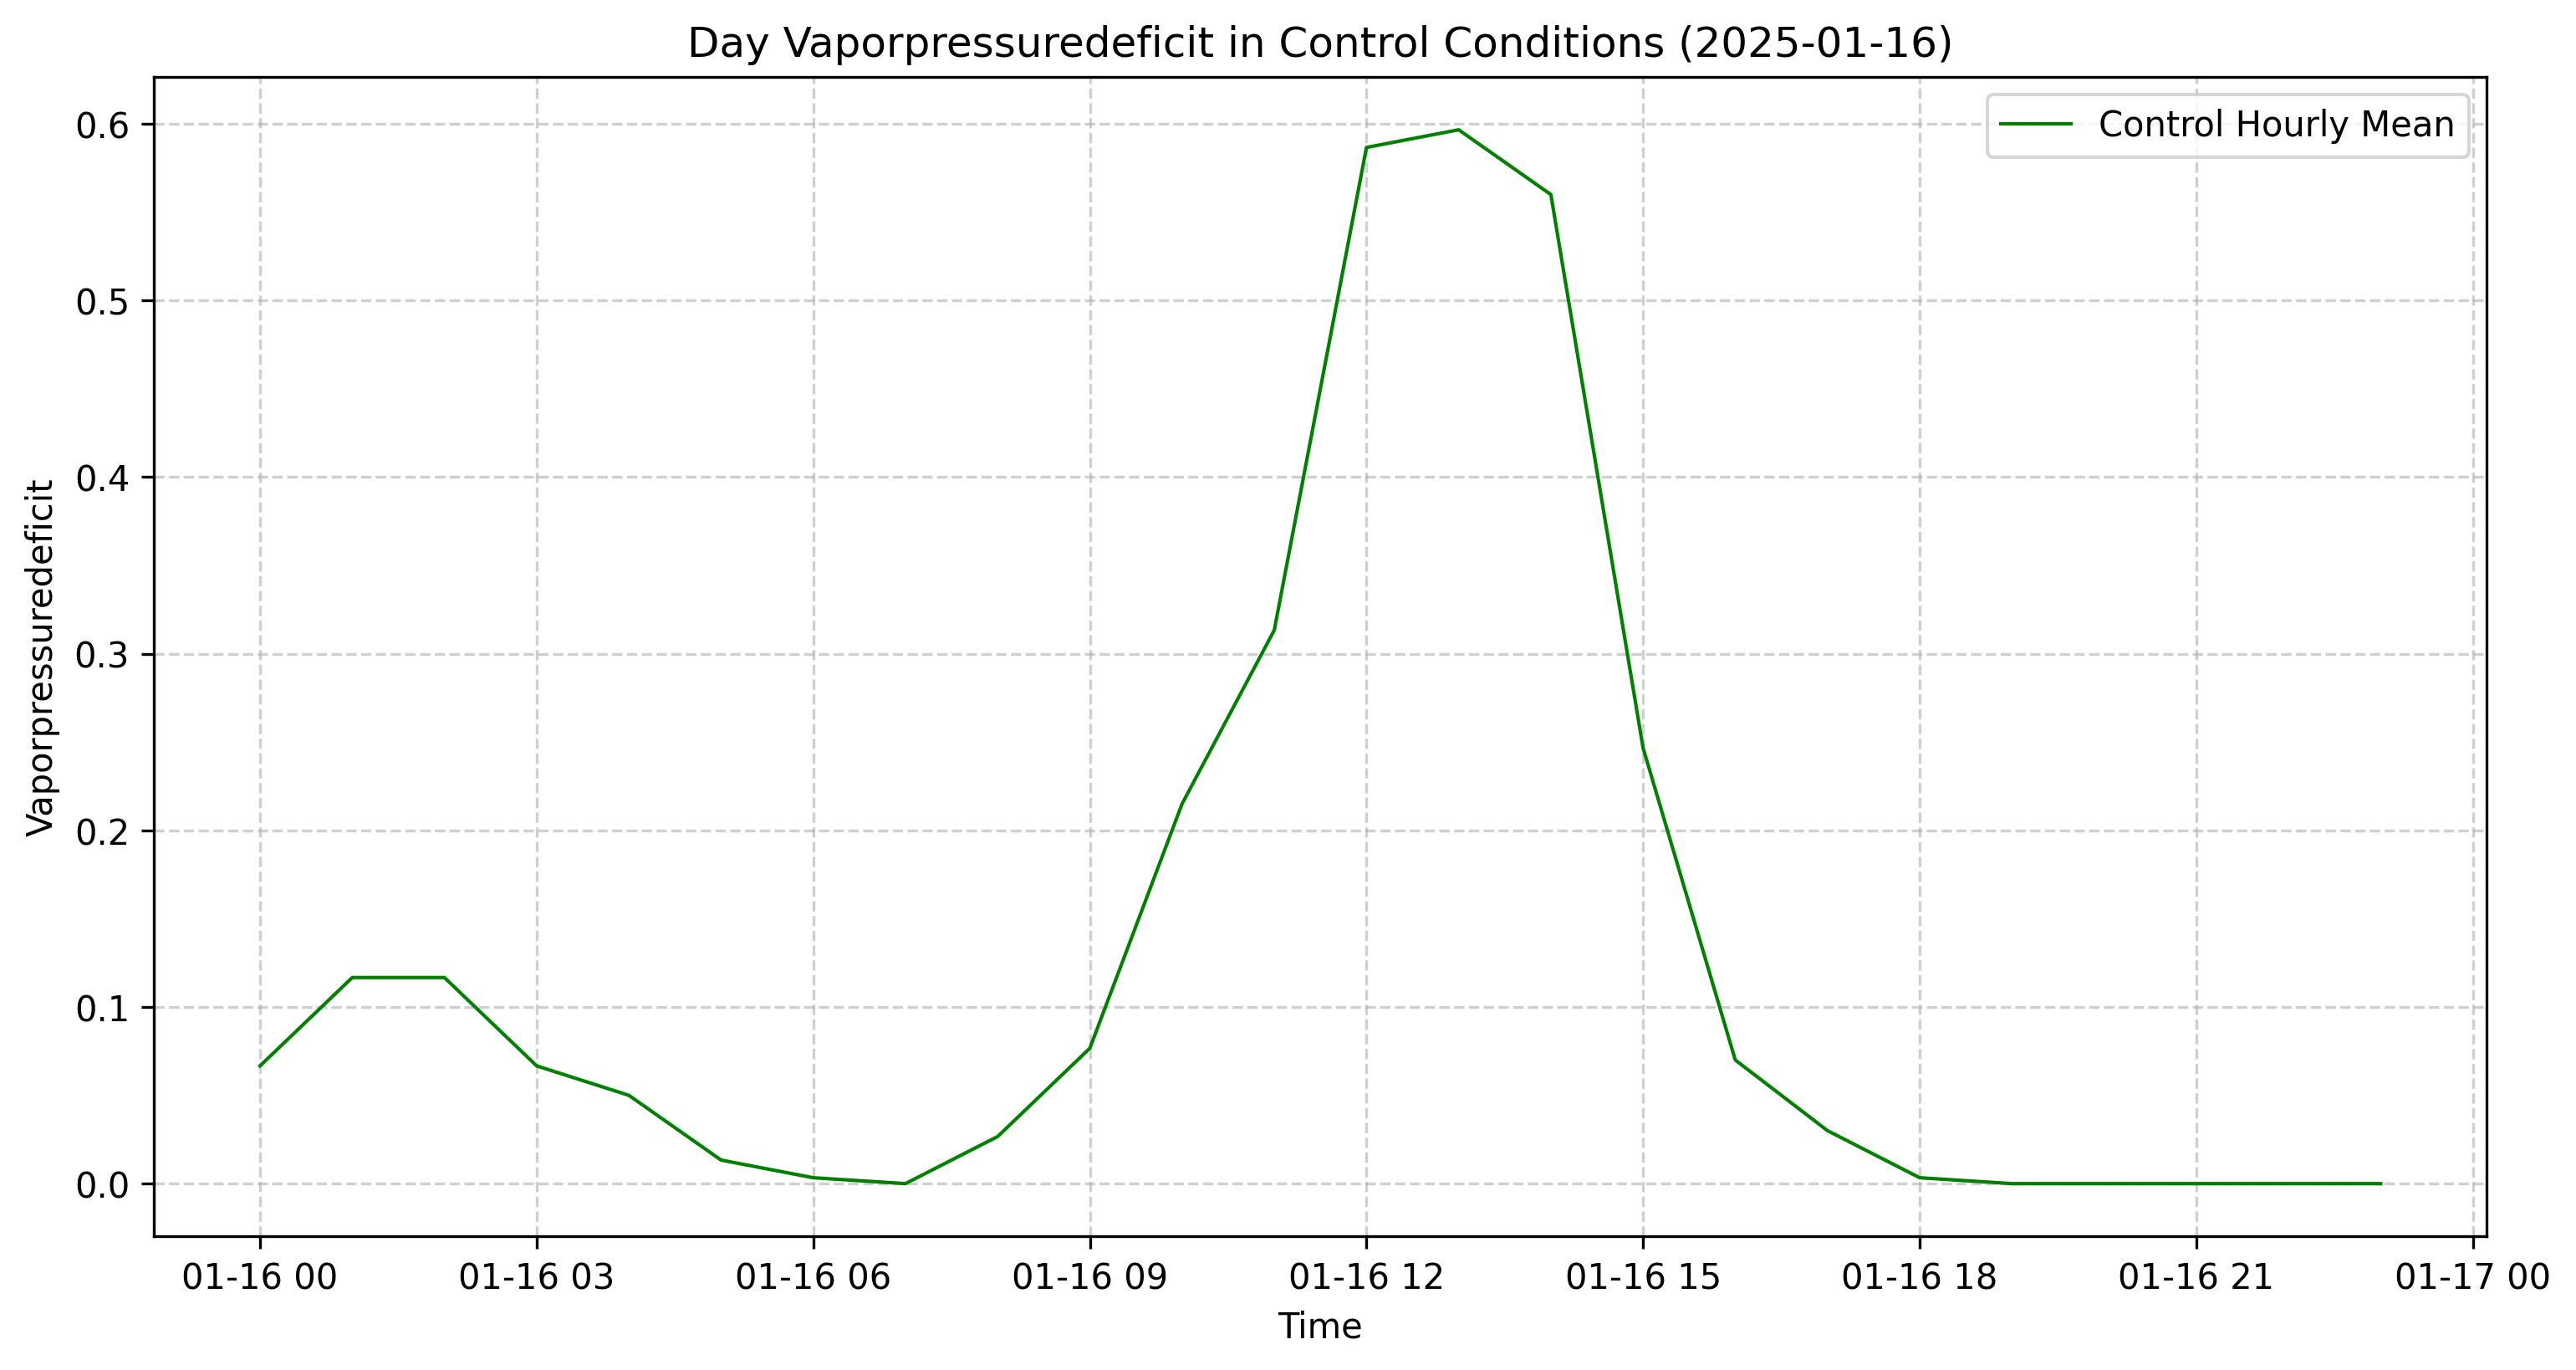 Day Vaporpressuredeficit in Control Conditions (2025-01-16)
Control Hourly Mean
0.6
0.5
0.4
0.3
0.2
0.1
0.0
Vaporpressuredeficit
01-16 00 01-16 03 01-16 06 01-16 09 01-16 12 01-16 15 01-16 18 01-16 21 01-17 00
Time